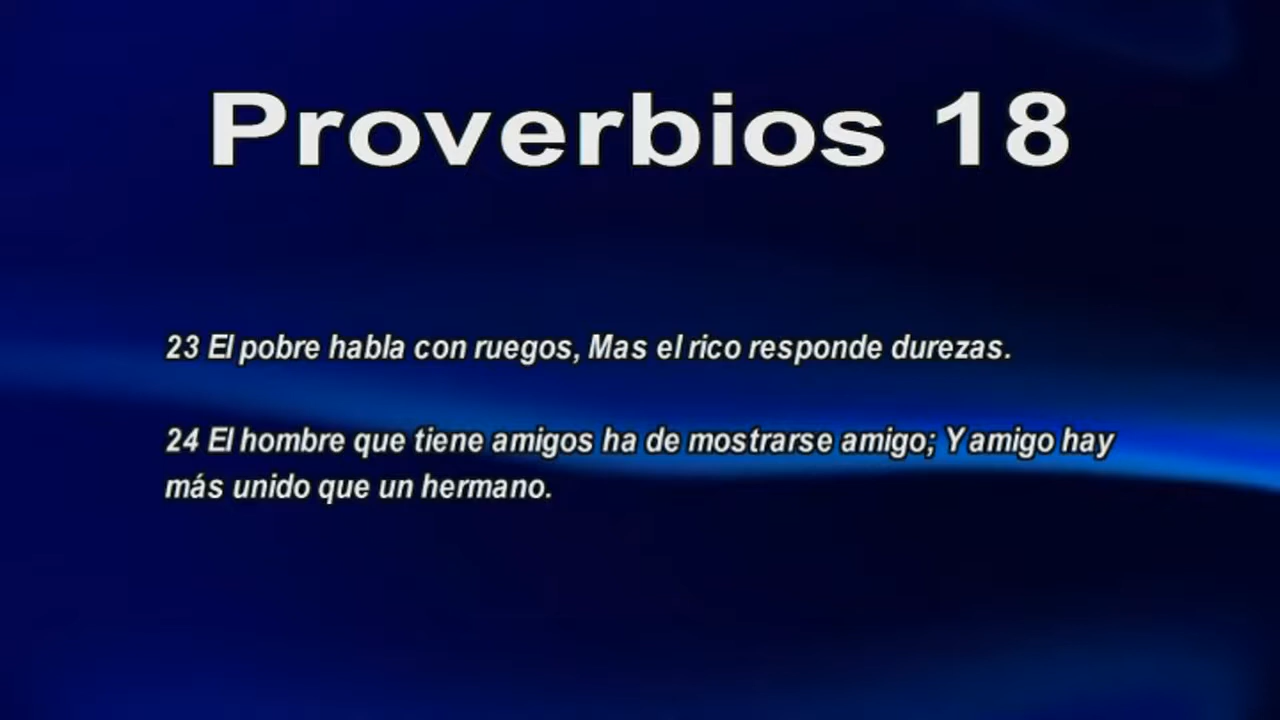 Proverbios 18
23 El pobre habla con ruegos, Mas el rico responde durezas.
24 El hombre que tiene amigos ha de mostrarse amigo; Y amigo hay
más unido que un hermano.